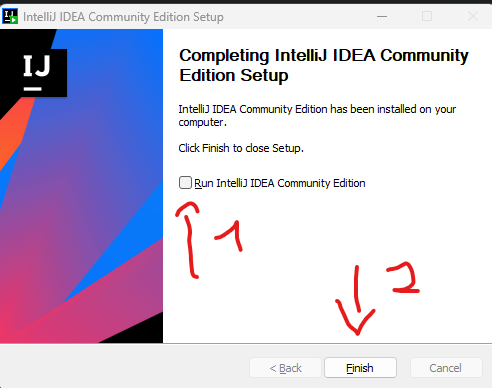 IntelliJ IDEA Community Edition Setup
IJ
Completing IntelliJ IDEA Community
Edition Setup
IntelliJ IDEA Community Edition has been installed on your
computer.
Click Finish to close Setup.
Run IntelliJ IDEA Community Edition
1
2
< Back
Finish
Cancel